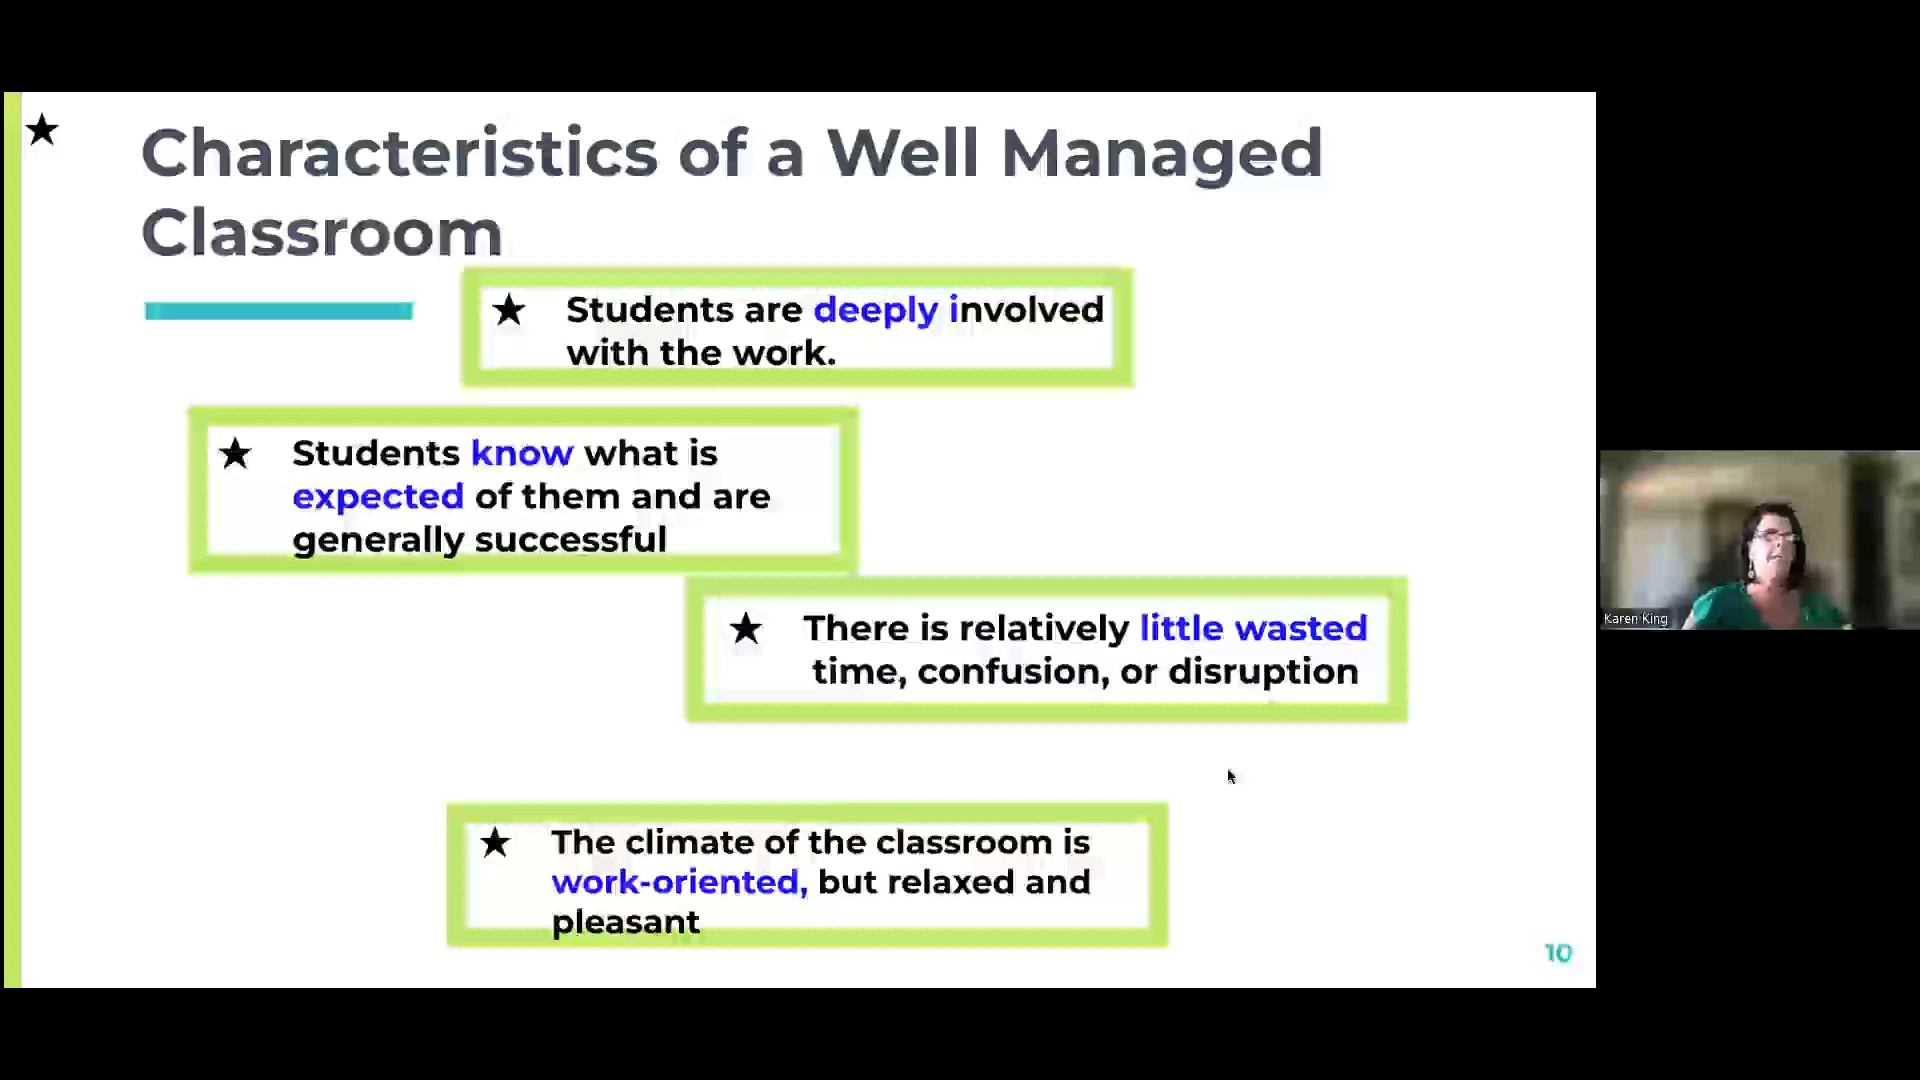 Characteristics of a Well Managed
Classroom
★ Students are deeply involved
with the work.
★ Students know what is
expected of them and are
generally successful
★ There is relatively little wasted
time, confusion, or disruption
★ The climate of the classroom is
work-oriented, but relaxed and
pleasant
10
Karen King